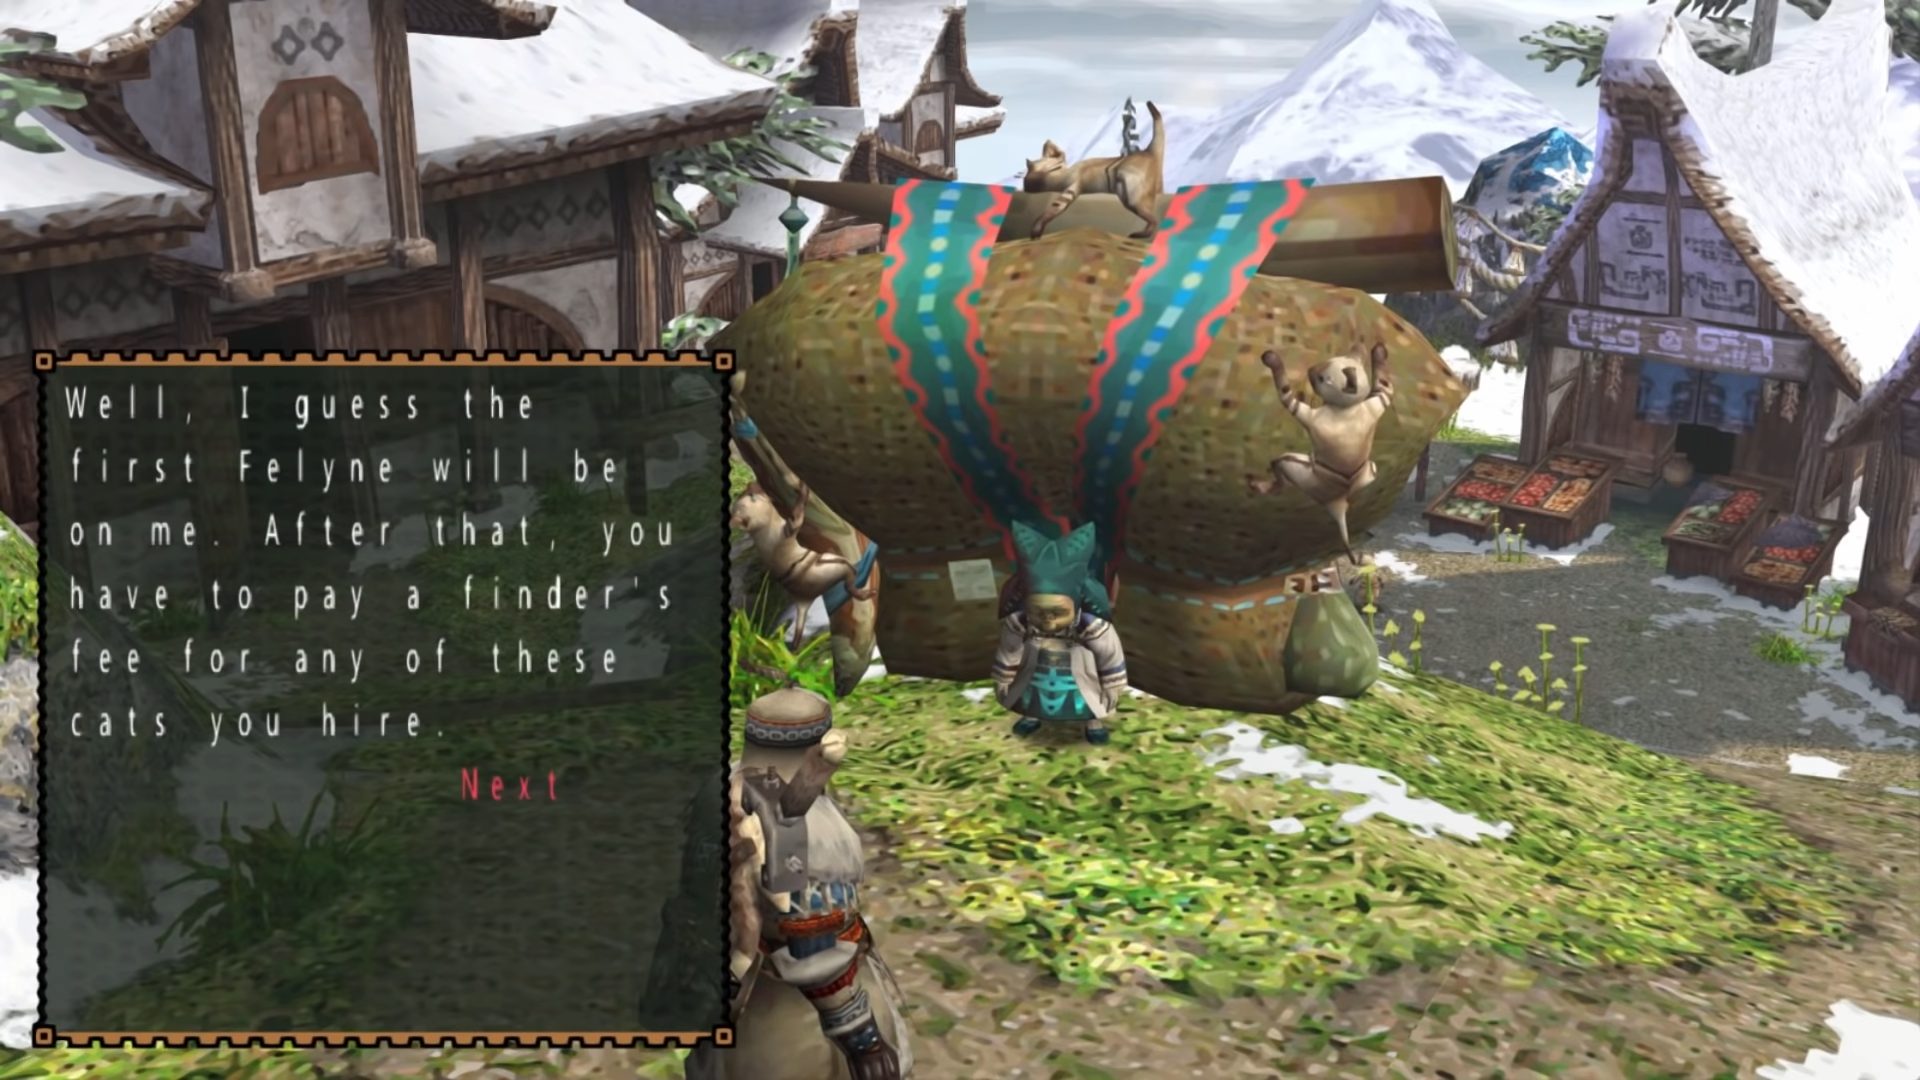 Well, I guess the
first Felyne will be
on me. After that, you
have to pay a finder's
fee for any of these
cats you hire.
Next